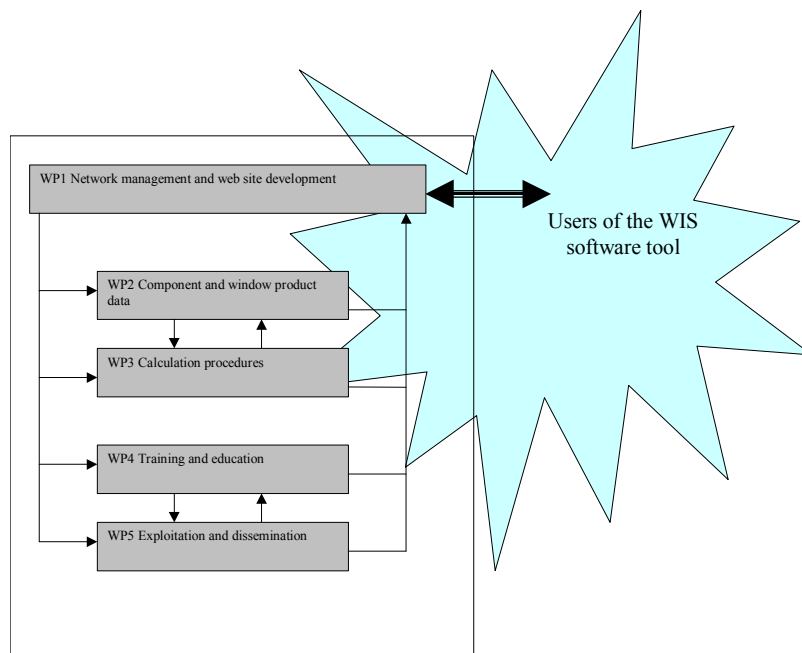 WP1 Network management and web site development
Users of the WIS
software tool
WP2 Component and window product
data
WP3 Calculation procedures
WP4 Training and education
WP5 Exploitation and dissemination